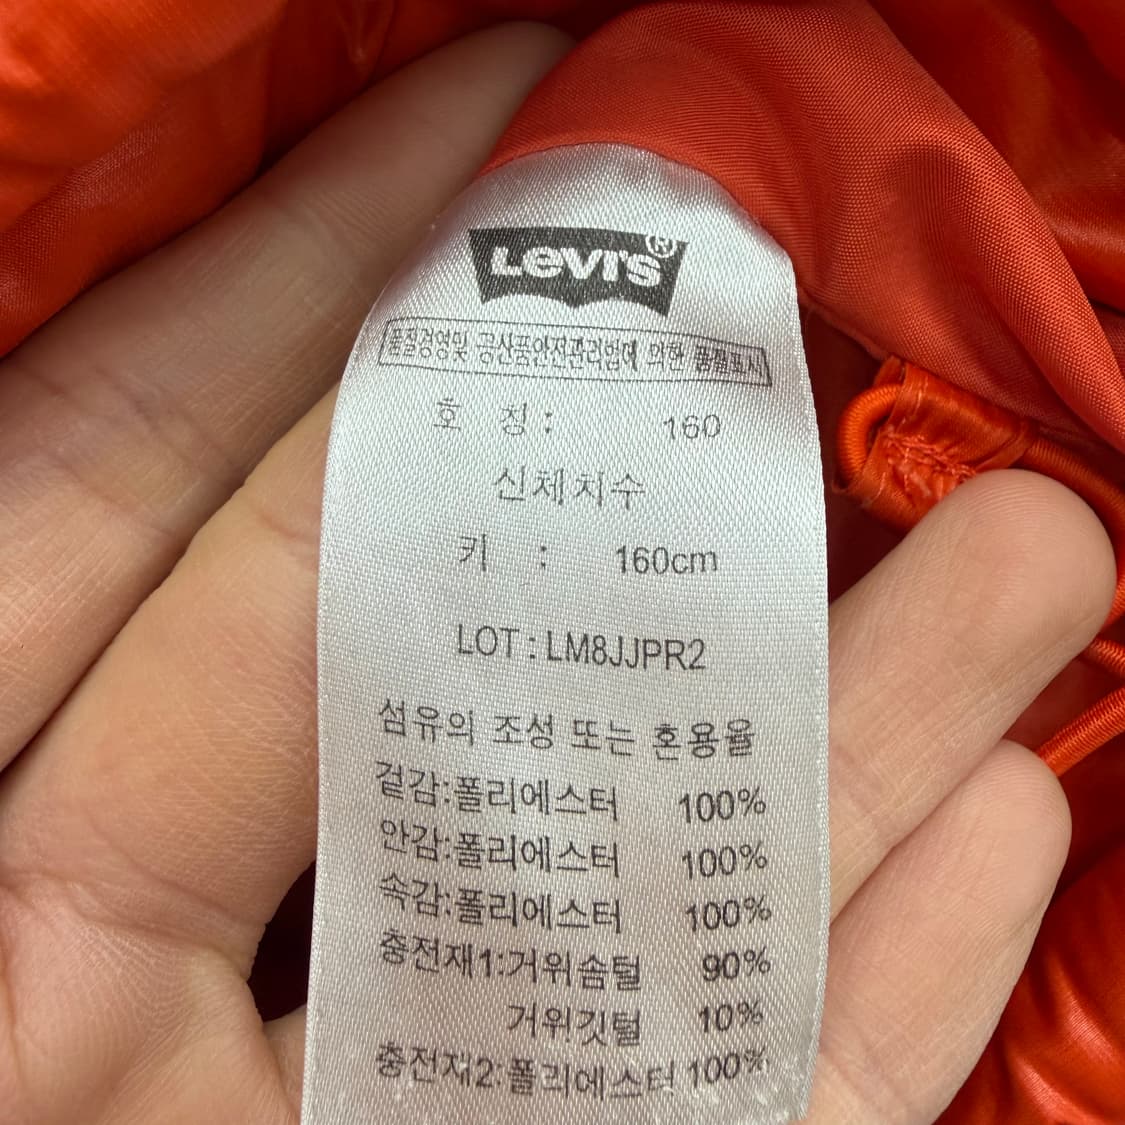 LEVI'S®
품질경영및 공산품안전관리법에 의한 품질표시
호 칭: 160
신체치수
키 : 160cm
LOT : LM8JJPR2
섬유의 조성 또는 혼용율
겉감:폴리에스터 100%
안감:폴리에스터 100%
속감:폴리에스터 100%
충전재1:거위솜털 90%
거위깃털 10%
충전재2:폴리에스터 100%